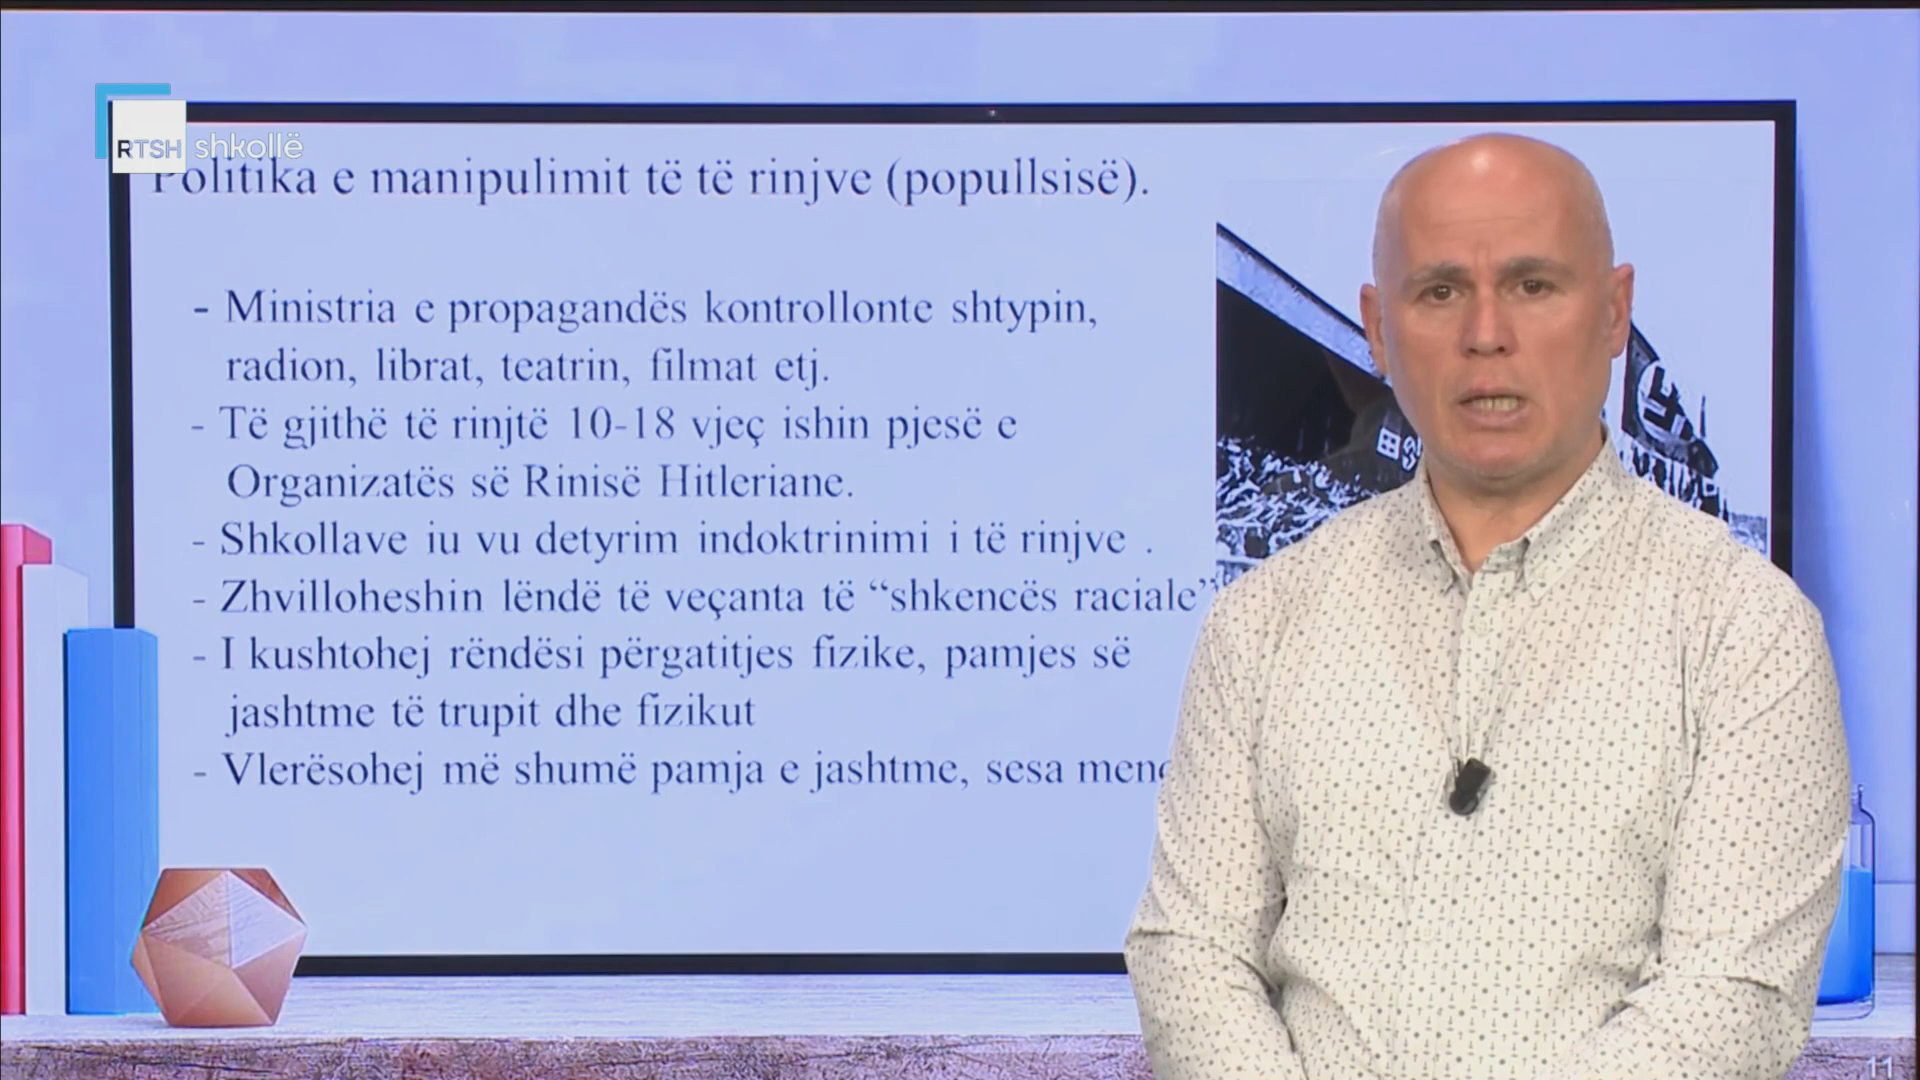 RTSH shkollë
Politika e manipulimit të të rinjve (popullsisë).
- Ministria e propagandës kontrollonte shtypin,
radion, librat, teatrin, filmat etj.
- Të gjithë të rinjtë 10-18 vjeç ishin pjesë e
Organizatës së Rinisë Hitleriane.
- Shkollave iu vu detyrim indoktrinimi i të rinjve .
- Zhvilloheshin lëndë të veçanta të “shkencës raciale”
- I kushtohej rëndësi përgatitjes fizike, pamjes së
jashtme të trupit dhe fizikut
- Vlerësohej më shumë pamja e jashtme, sesa
11